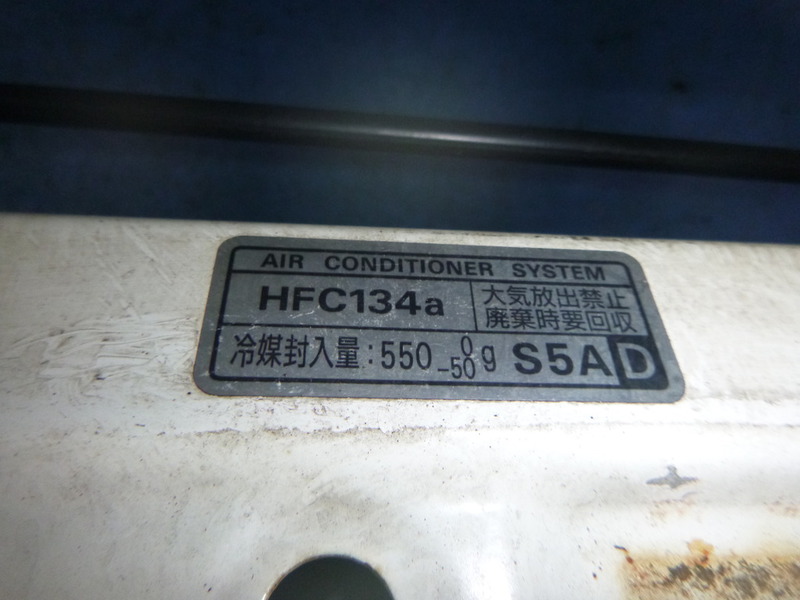 AIR CONDITIONER SYSTEM
HFC134a
大気放出禁止
廃棄時要回収
冷媒封入量:550 0 -50 g S5A D